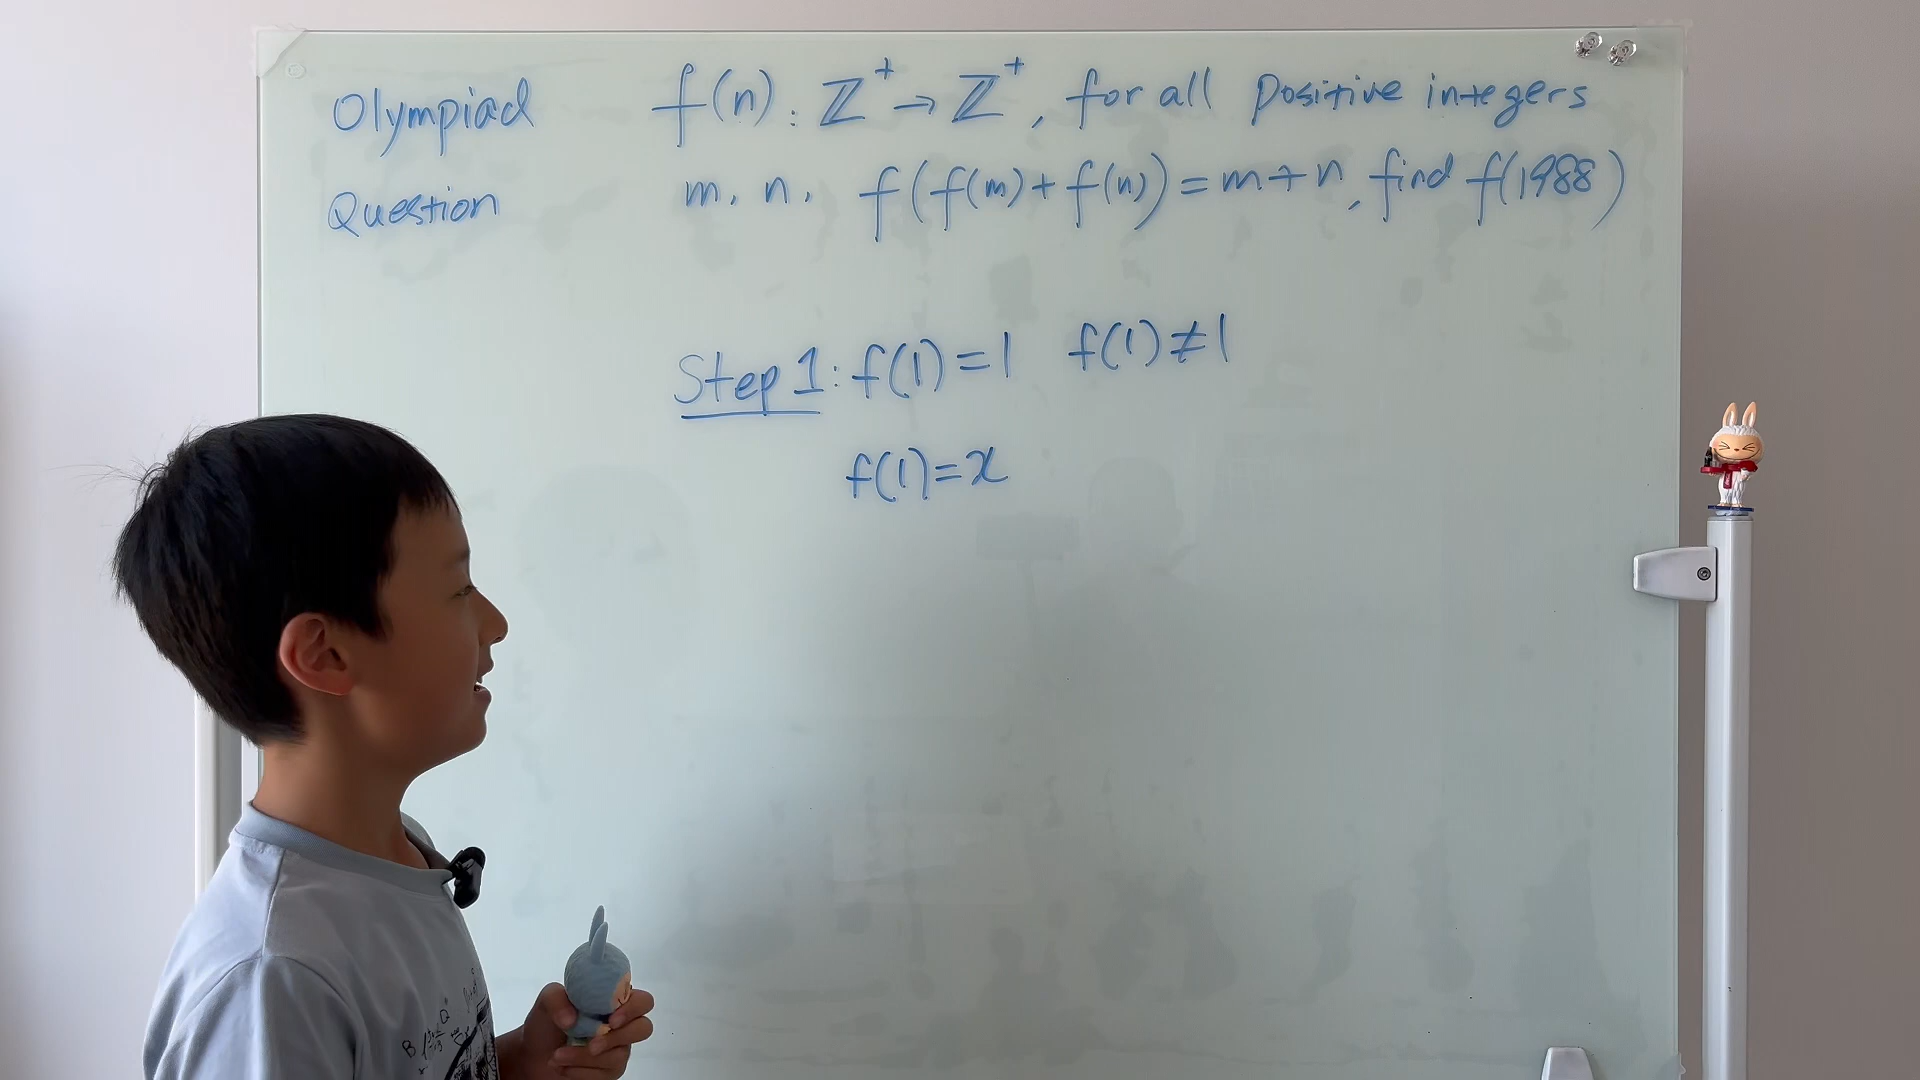 Olympiad f(n): ℤ⁺→ℤ⁺, for all positive integers
Question m, n, f(f(m)+f(n))=m+n, find f(1988)
Step 1: f(1)=1 f(1)≠1
f(1)=x